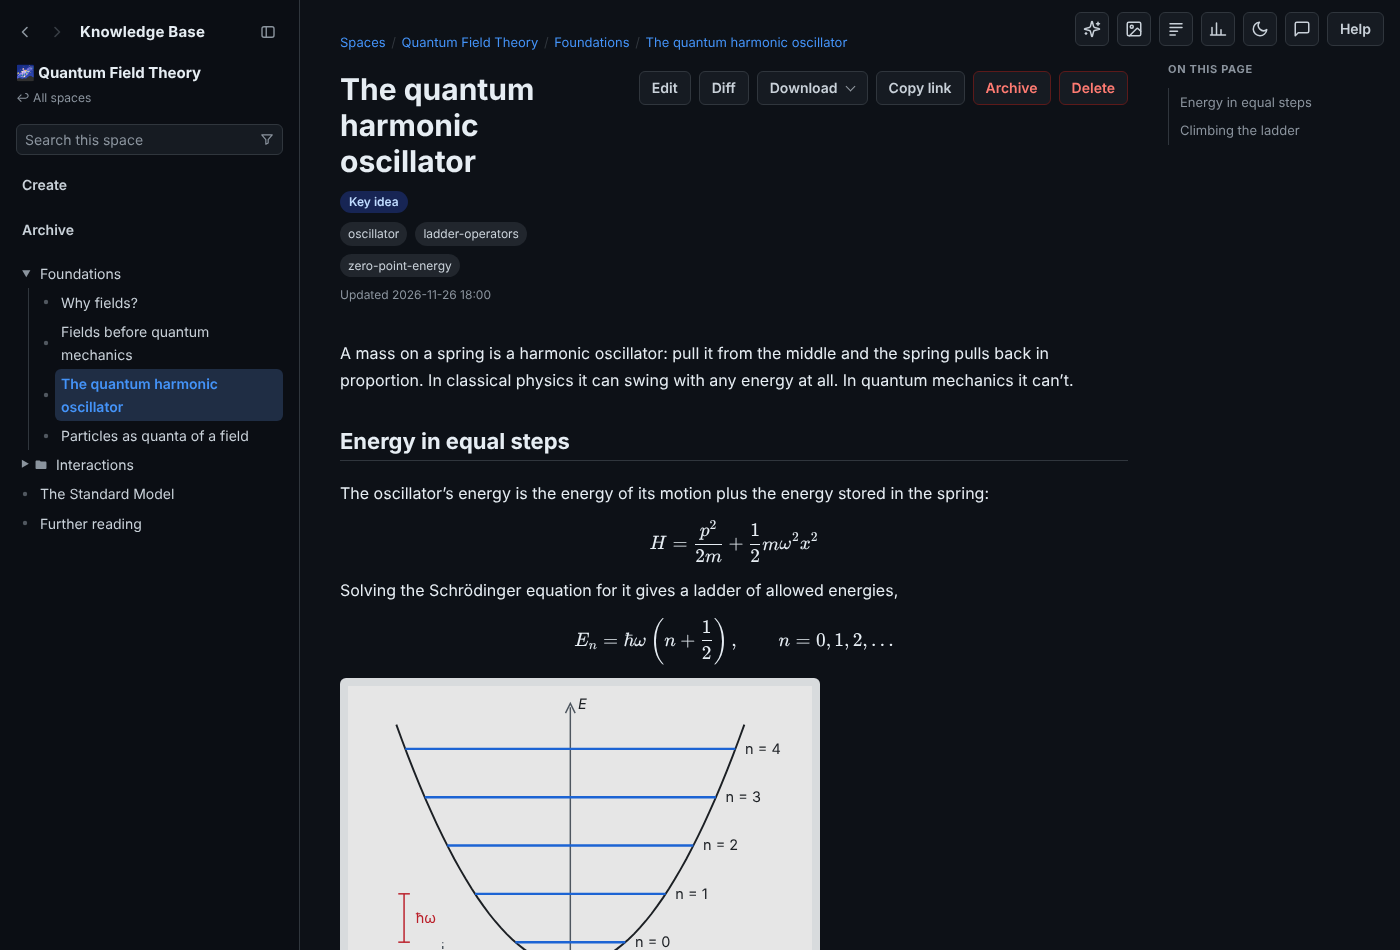 Knowledge Base
Quantum Field Theory
All spaces
Search this space
Create
Archive
Foundations
Why fields?
Fields before quantum
mechanics
The quantum harmonic
oscillator
Particles as quanta of a field
Interactions
The Standard Model
Further reading
Spaces / Quantum Field Theory / Foundations / The quantum harmonic oscillator
Help
The quantum
harmonic
oscillator
Edit
Diff
Download
Copy link
Archive
Delete
Key idea
oscillator
ladder-operators
zero-point-energy
Updated 2026-11-26 18:00
A mass on a spring is a harmonic oscillator: pull it from the middle and the spring pulls back in
proportion. In classical physics it can swing with any energy at all. In quantum mechanics it can’t.
Energy in equal steps
The oscillator’s energy is the energy of its motion plus the energy stored in the spring:
H = p²/2m + 1/2 mω²x²
Solving the Schrödinger equation for it gives a ladder of allowed energies,
Eₙ = ħω (n + 1/2), n = 0, 1, 2, …
E
n = 4
n = 3
n = 2
n = 1
ħω
n = 0
ON THIS PAGE
Energy in equal steps
Climbing the ladder